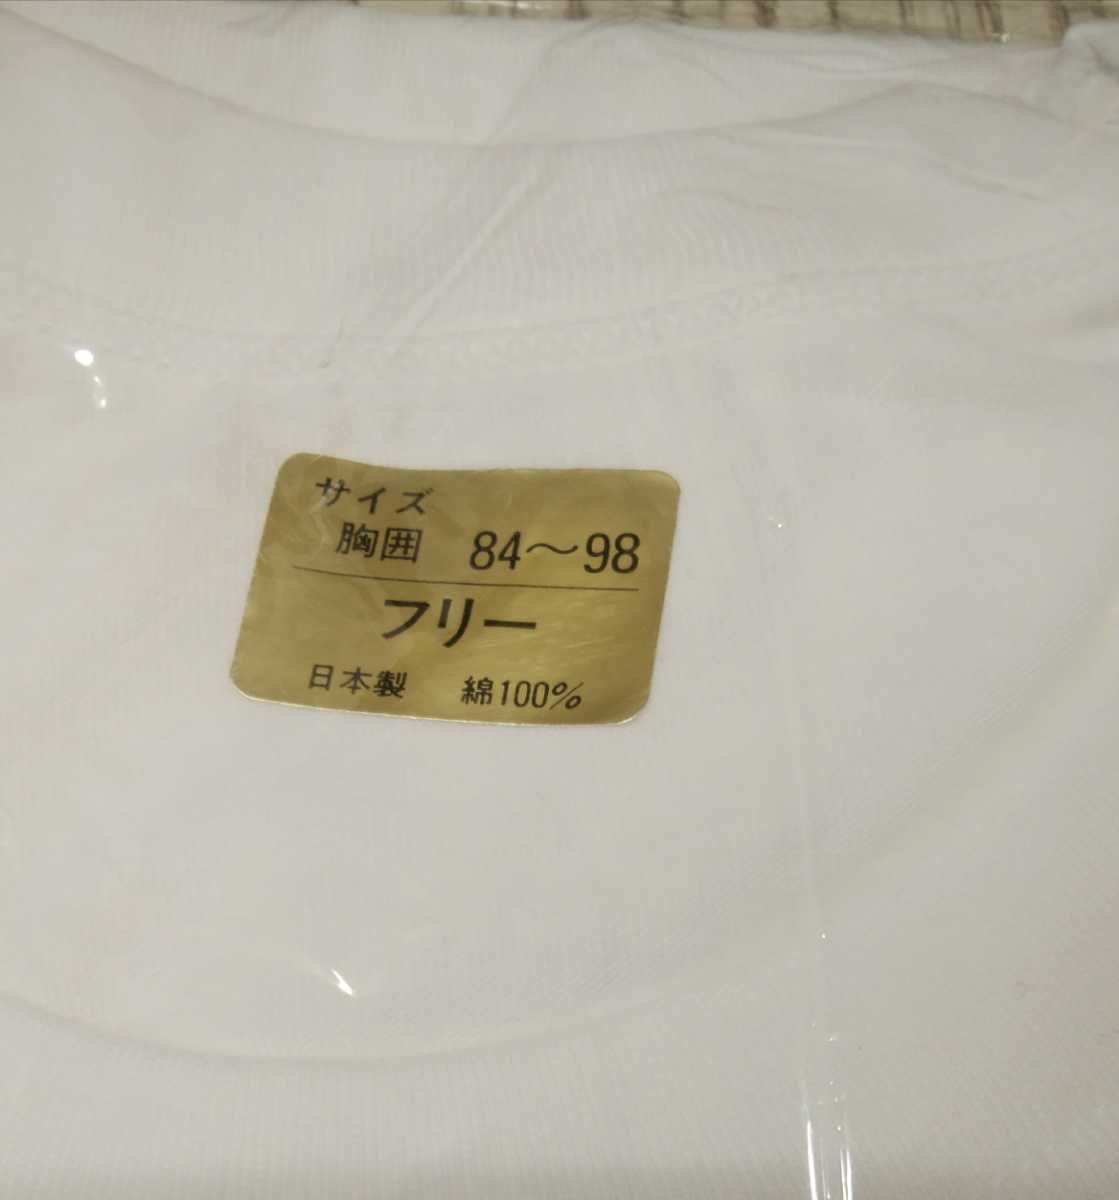 サイズ
胸囲 84〜98
フリー
日本製 綿100%